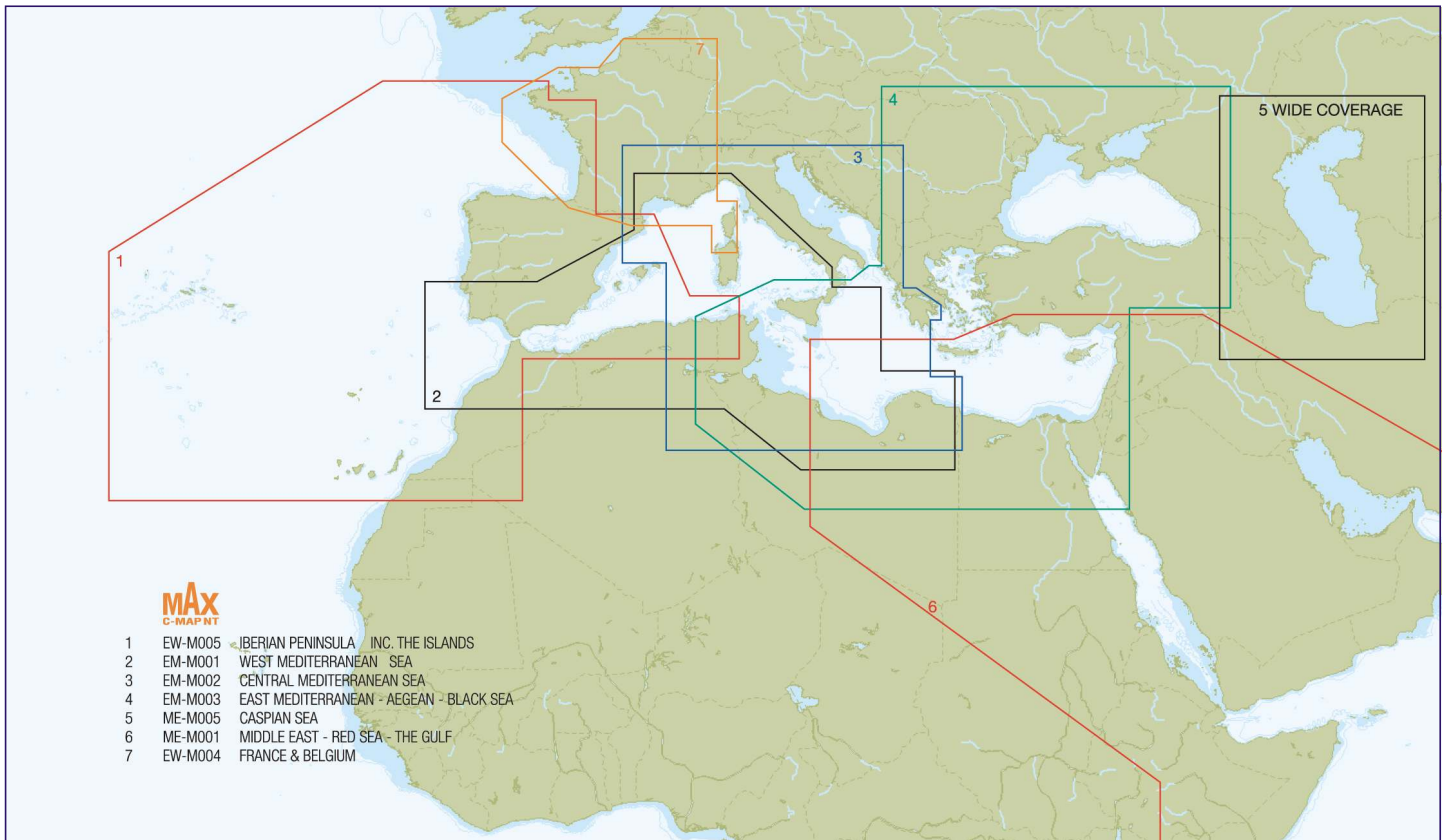 7
4
5 WIDE COVERAGE
3
1
2
6
MAX
C-MAP NT
1 EW-M005 IBERIAN PENINSULA INC. THE ISLANDS
2 EM-M001 WEST MEDITERRANEAN SEA
3 EM-M002 CENTRAL MEDITERRANEAN SEA
4 EM-M003 EAST MEDITERRANEAN - AEGEAN - BLACK SEA
5 ME-M005 CASPIAN SEA
6 ME-M001 MIDDLE EAST - RED SEA - THE GULF
7 EW-M004 FRANCE & BELGIUM